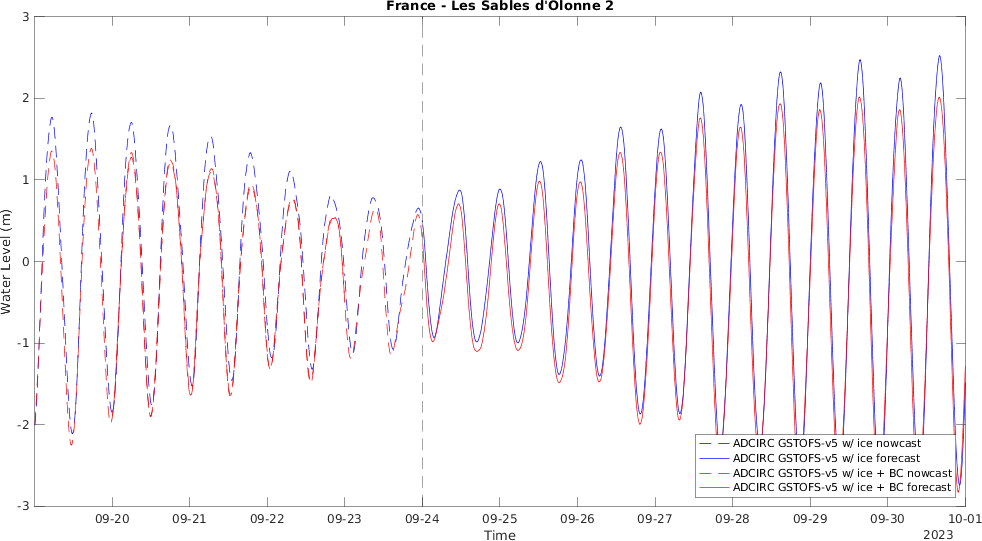 France - Les Sables d'Olonne 2
3
2
1
0
-1
-2
-3
Water Level (m)
ADCIRC GSTOFS-v5 w/ ice nowcast
ADCIRC GSTOFS-v5 w/ ice forecast
ADCIRC GSTOFS-v5 w/ ice + BC nowcast
ADCIRC GSTOFS-v5 w/ ice + BC forecast
09-20 09-21 09-22 09-23 09-24 09-25 09-26 09-27 09-28 09-29 09-30 10-01
Time
2023